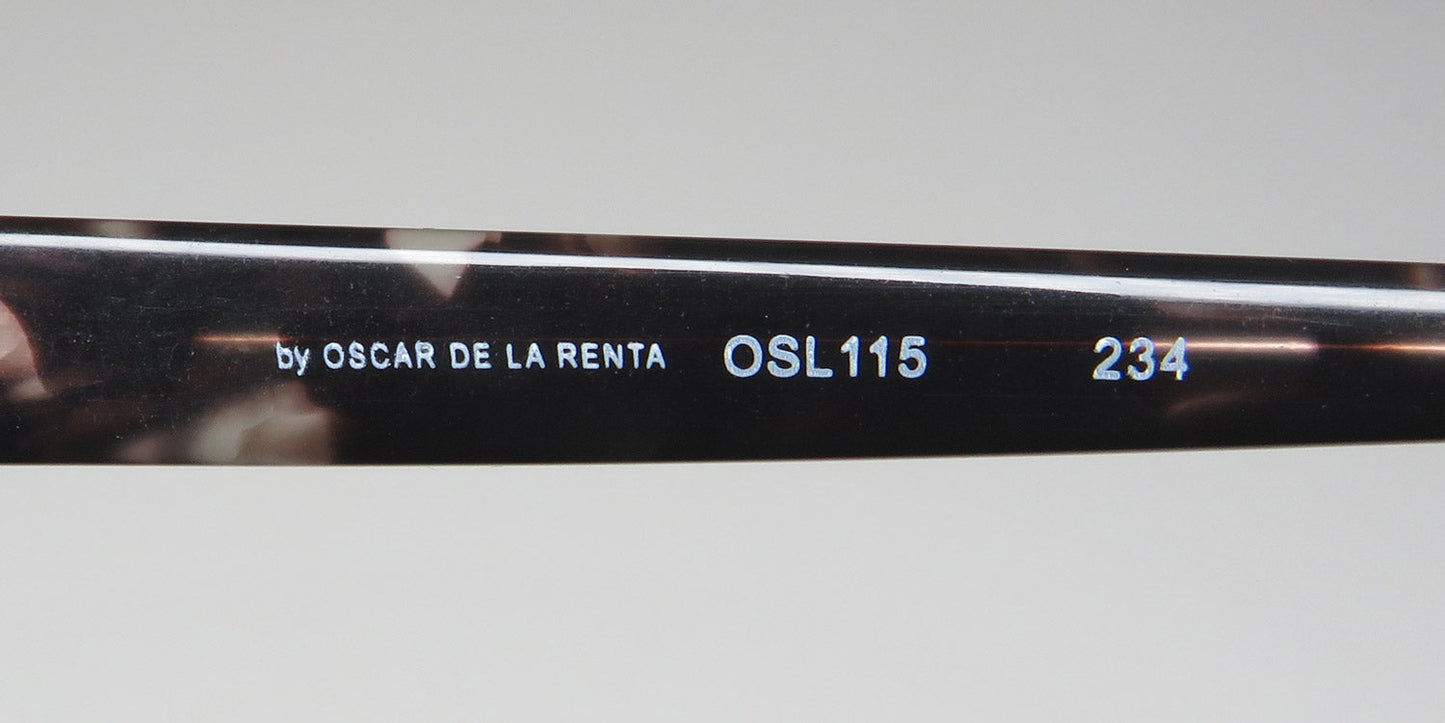 by OSCAR DE LA RENTA OSL115 234